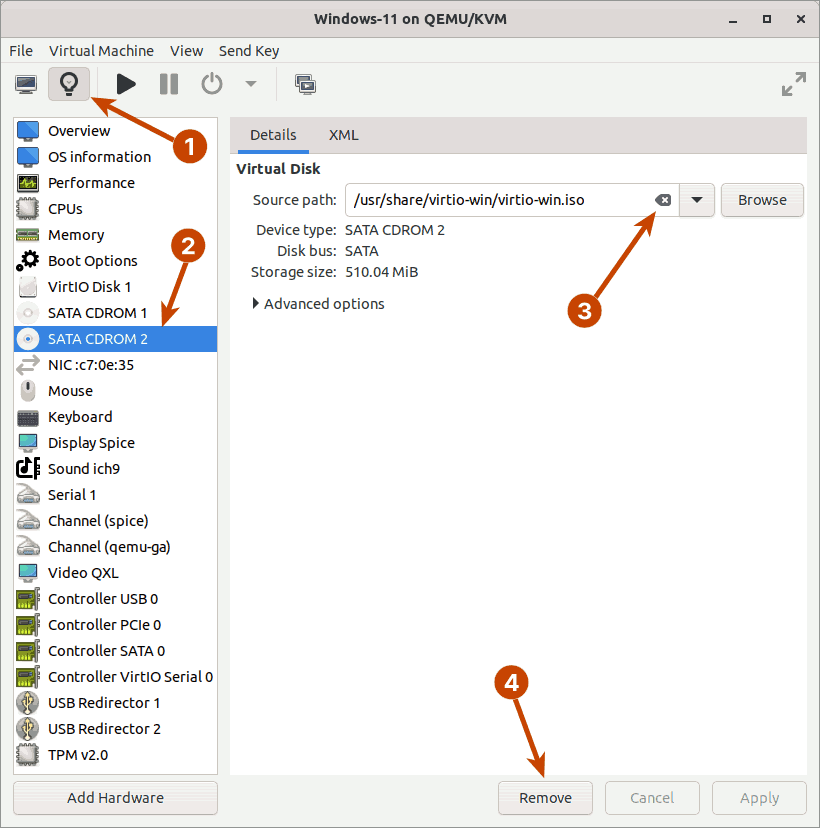 Windows-11 on QEMU/KVM
File Virtual Machine View Send Key
1
Overview
OS information
Performance
CPUs
Memory
Boot Options
VirtIO Disk 1
SATA CDROM 1
SATA CDROM 2
NIC :c7:0e:35
Mouse
Keyboard
Display Spice
Sound ich9
Serial 1
Channel (spice)
Channel (qemu-ga)
Video QXL
Controller USB 0
Controller PCIe 0
Controller SATA 0
Controller VirtIO Serial 0
USB Redirector 1
USB Redirector 2
TPM v2.0
Add Hardware
2
Details XML
Virtual Disk
Source path: /usr/share/virtio-win/virtio-win.iso Browse
Device type: SATA CDROM 2
Disk bus: SATA
Storage size: 510.04 MiB
Advanced options
3
4
Remove Cancel Apply